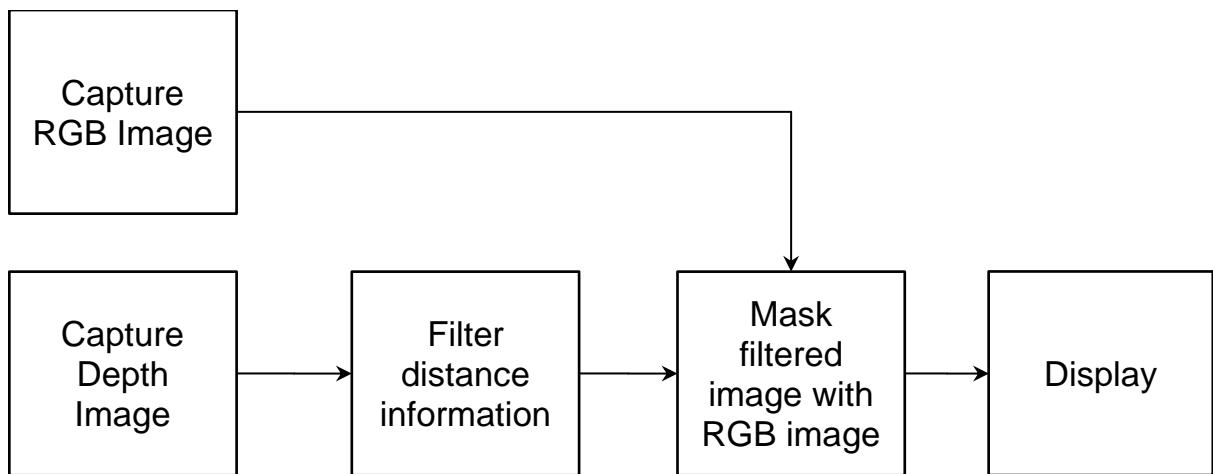 Capture
RGB Image
Capture
Depth
Image
Filter
distance
information
Mask
filtered
image with
RGB image
Display